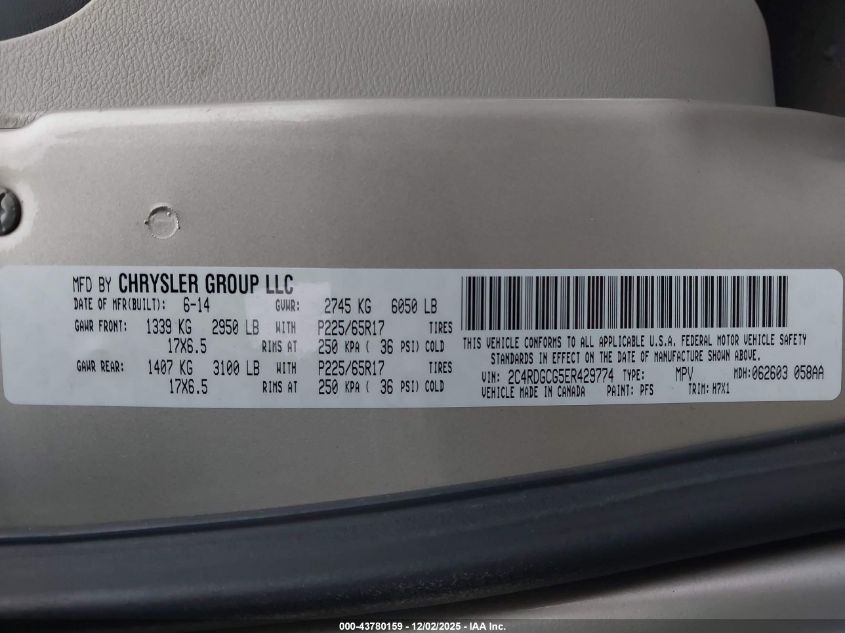 MFD BY CHRYSLER GROUP LLC
DATE OF MFR(BUILT): 6-14 GVWR: 2745 KG 6050 LB
GAWR FRONT: 1339 KG 2950 LB WITH P225/65R17 TIRES
17X6.5 RIMS AT 250 KPA ( 36 PSI) COLD
GAWR REAR: 1407 KG 3100 LB WITH P225/65R17 TIRES
17X6.5 RIMS AT 250 KPA ( 36 PSI) COLD
THIS VEHICLE CONFORMS TO ALL APPLICABLE U.S.A. FEDERAL MOTOR VEHICLE SAFETY
STANDARDS IN EFFECT ON THE DATE OF MANUFACTURE SHOWN ABOVE.
VIN: 2C4RDGCG5ER429774 TYPE: MPV MDH: 062603 058AA
VEHICLE MADE IN CANADA PAINT: PFS TRIM: H7X1
000-43780159 - 12/02/2025 - IAA Inc.